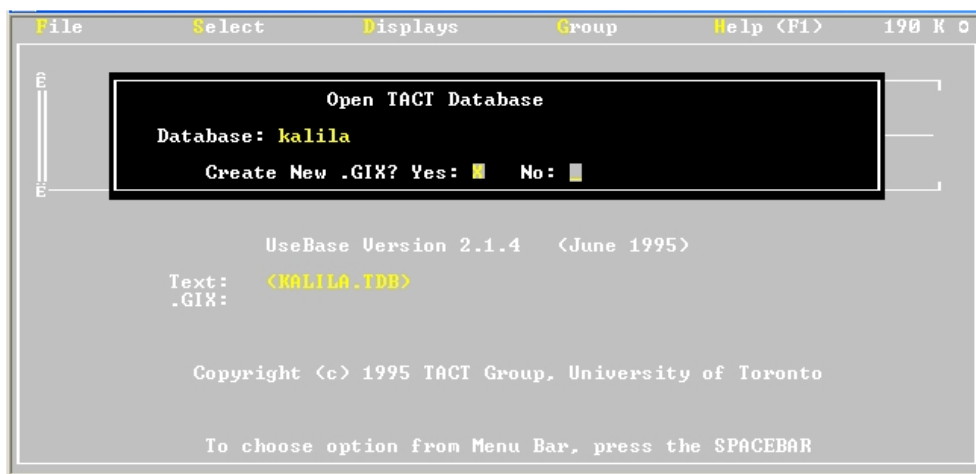 File Select Displays Group Help (F1) 190 K
Open TACT Database
Database: kalila
Create New .GIX? Yes: X No: _
UseBase Version 2.1.4 (June 1995)
Text: (KALILA.TDB)
.GIX:
Copyright (c) 1995 TACT Group, University of Toronto
To choose option from Menu Bar, press the SPACEBAR